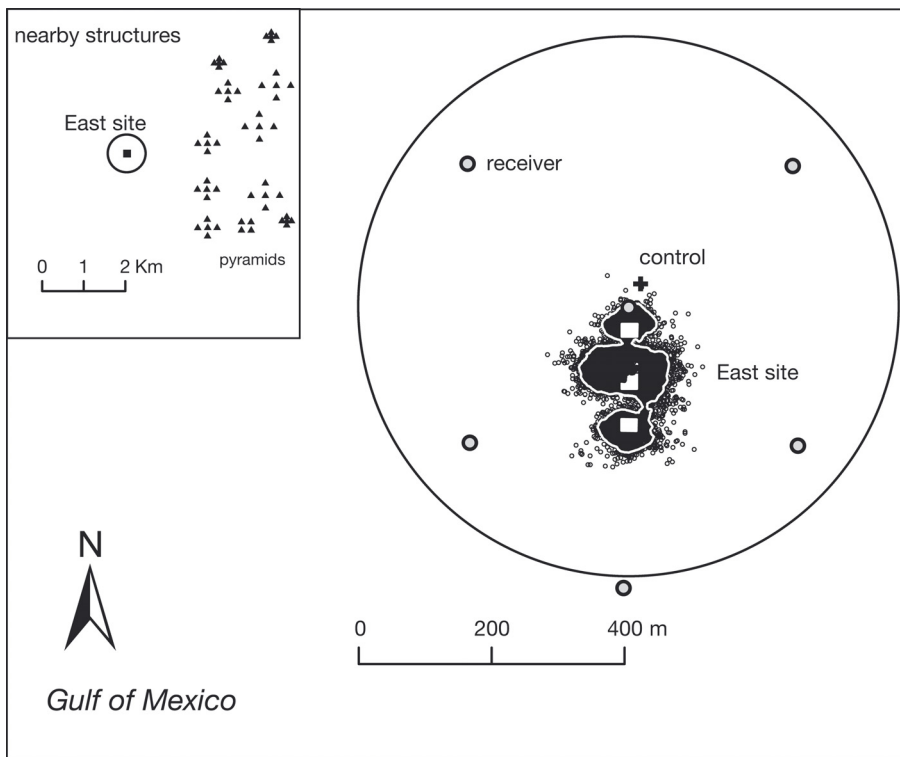 nearby structures
East site
0 1 2 Km
pyramids
receiver
control
East site
0 200 400 m
N
Gulf of Mexico